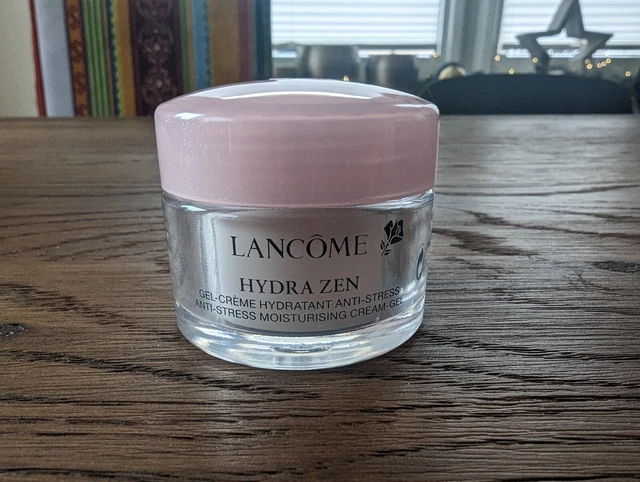 LANCÔME
HYDRA ZEN
GEL-CRÈME HYDRATANT ANTI-STRESS
ANTI-STRESS MOISTURISING CREAM-GEL